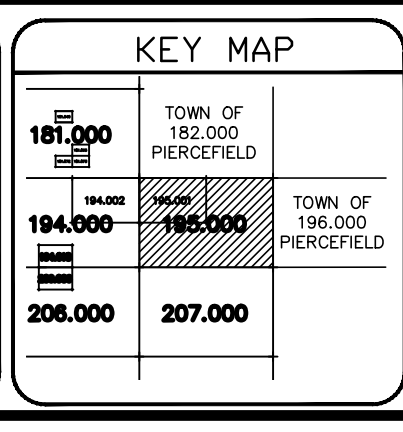 KEY MAP
181.000
TOWN OF
182.000
PIERCEFIELD
194.002
195.001
194.000
195.000
TOWN OF
196.000
PIERCEFIELD
206.000
207.000